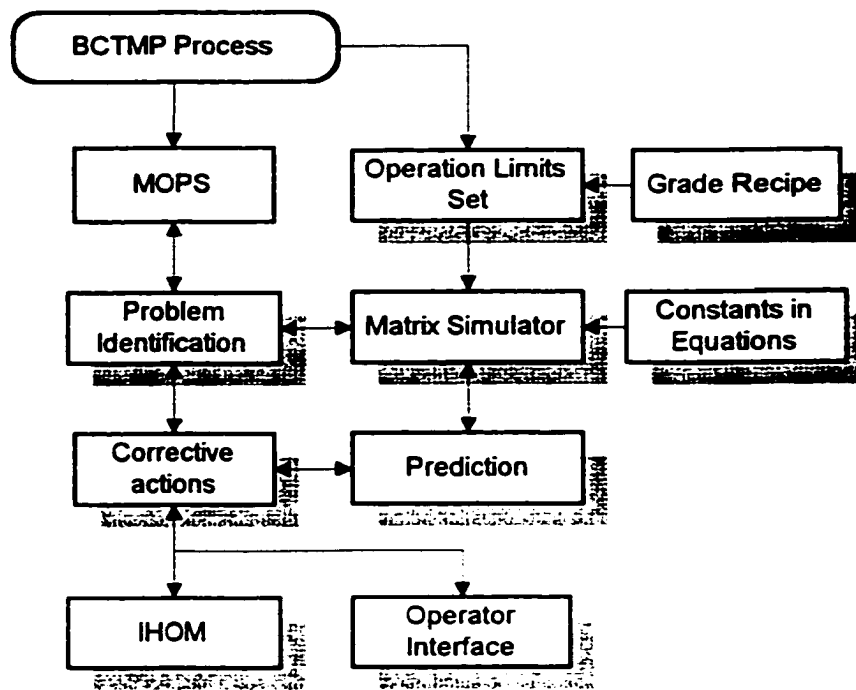 BCTMP Process
MOPS
Operation Limits
Set
Grade Recipe
Problem
Identification
Matrix Simulator
Constants in
Equations
Corrective
actions
Prediction
IHOM
Operator
Interface